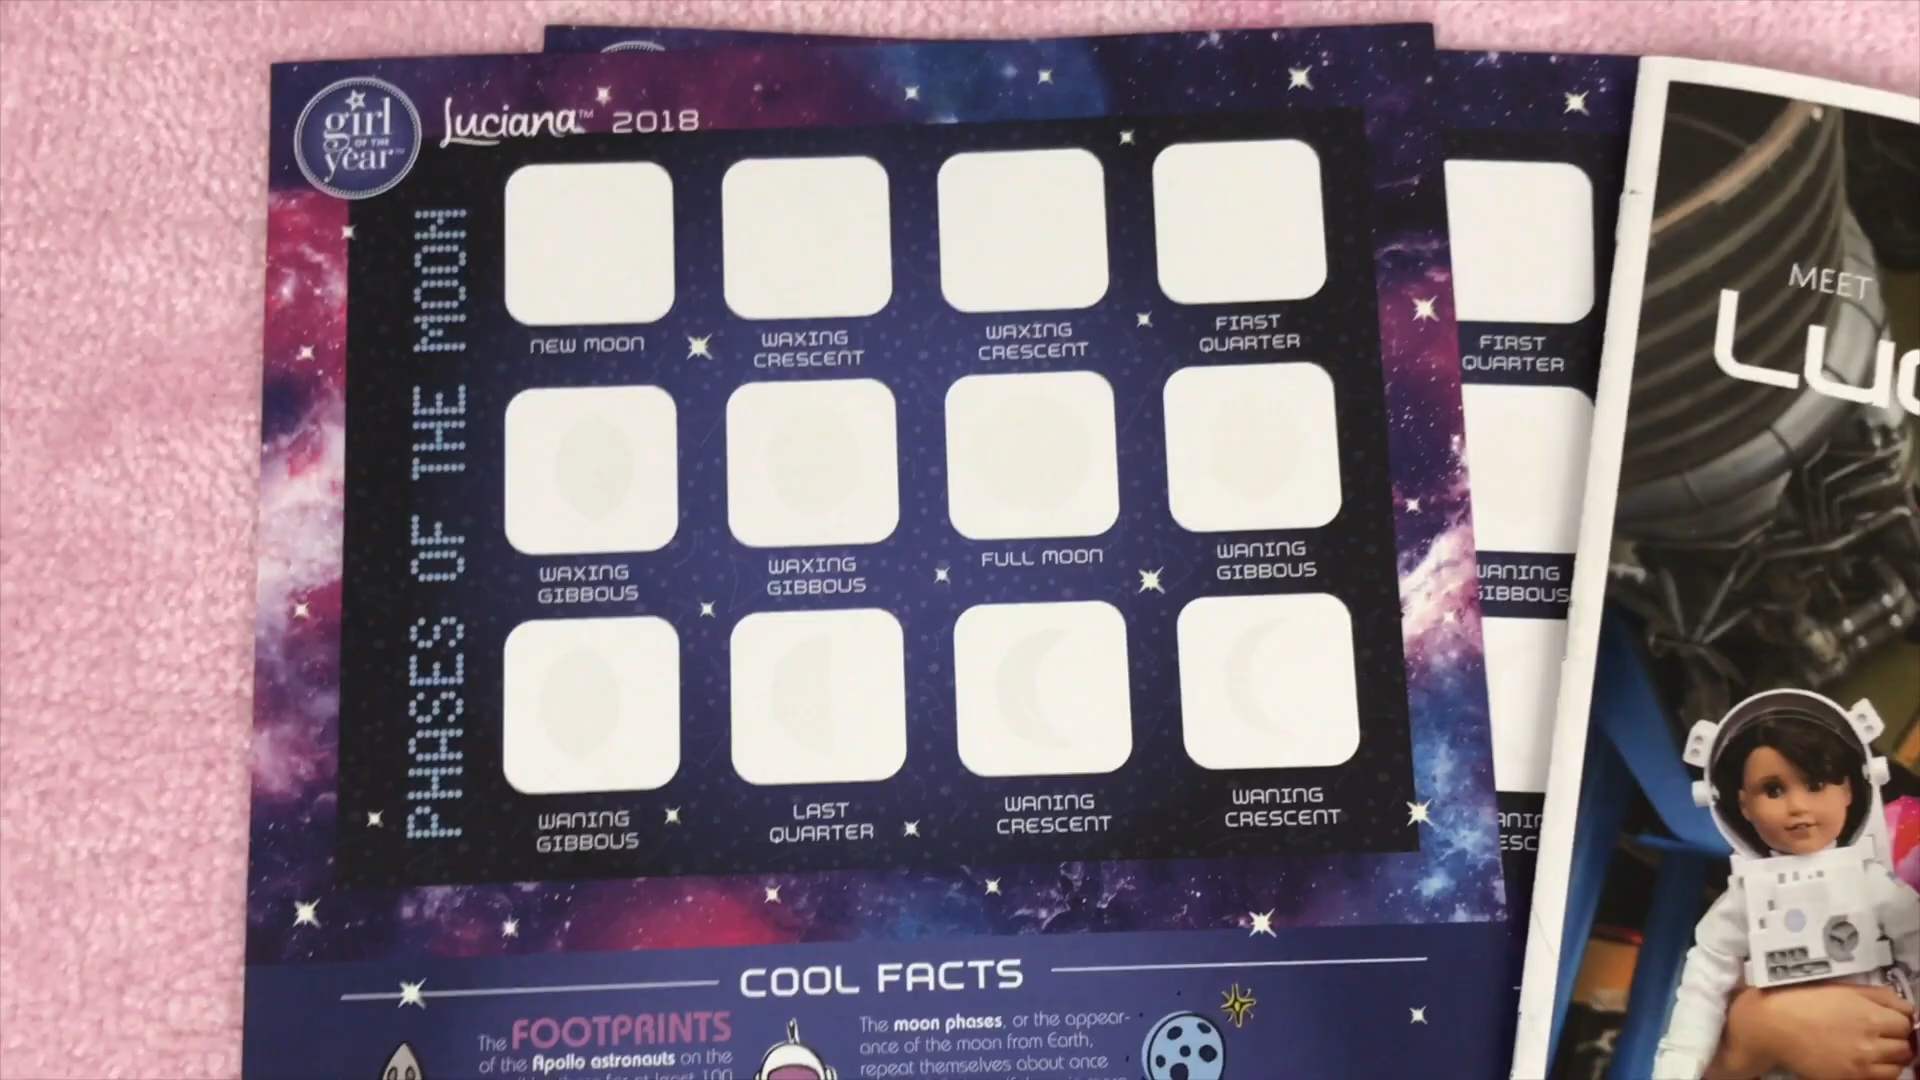 girl
OF THE
year™
Luciana™ 2018
PHASES OF THE MOON
NEW MOON
WAXING
CRESCENT
WAXING
CRESCENT
FIRST
QUARTER
WAXING
GIBBOUS
WAXING
GIBBOUS
FULL MOON
WANING
GIBBOUS
WANING
GIBBOUS
LAST
QUARTER
WANING
CRESCENT
WANING
CRESCENT
COOL FACTS
The FOOTPRINTS
of the Apollo astronauts on the
The moon phases, or the appear-
ance of the moon from Earth,
repeat themselves about once
FIRST
QUARTER
WANING
GIBBOUS
MEET
Luc